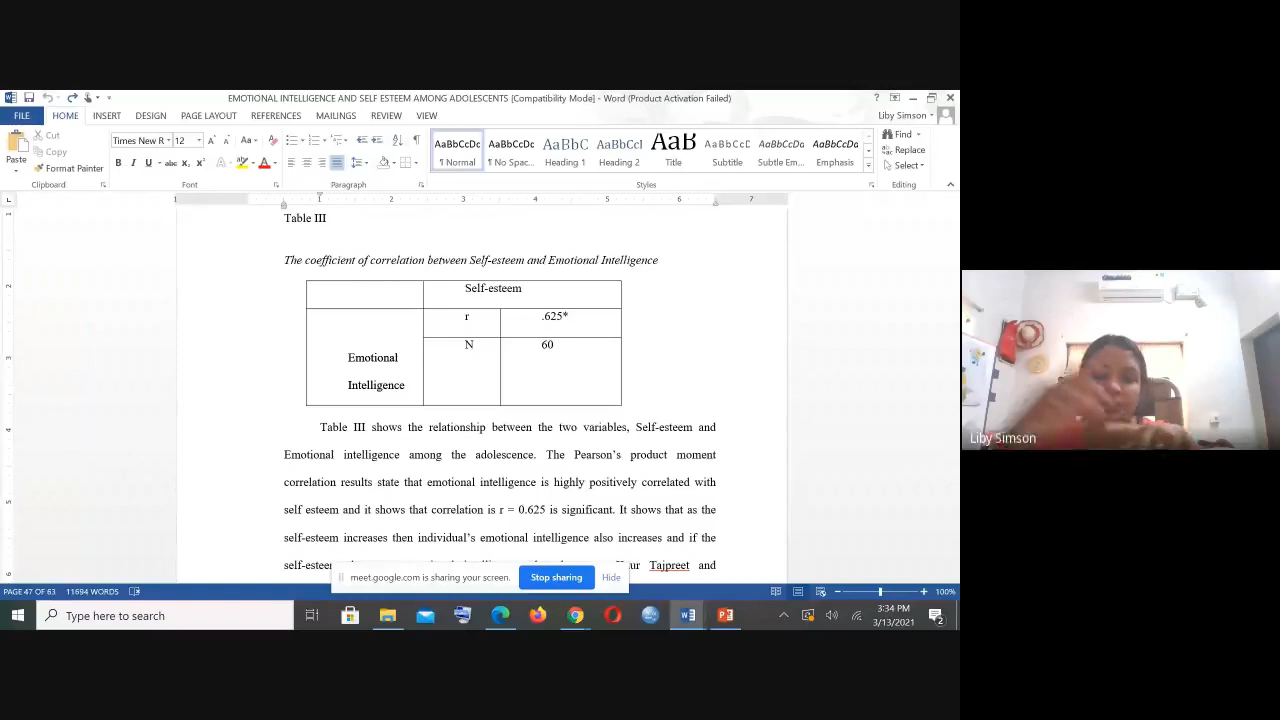 EMOTIONAL INTELLIGENCE AND SELF ESTEEM AMONG ADOLESCENTS [Compatibility Mode] - Word (Product Activation Failed)
FILE HOME INSERT DESIGN PAGE LAYOUT REFERENCES MAILINGS REVIEW VIEW Liby Simson
Cut
Copy
Format Painter
Paste
Clipboard
Times New R 12
Font
Paragraph
AaBbCcDc AaBbCcDc AaBbC AaBbCcI AaB AaBbCcD AaBbCcDa AaBbCcDa
¶ Normal ¶ No Spac... Heading 1 Heading 2 Title Subtitle Subtle Em... Emphasis
Styles
Find
Replace
Select
Editing
Table III
The coefficient of correlation between Self-esteem and Emotional Intelligence
Self-esteem
r .625*
N 60
Emotional
Intelligence
Table III shows the relationship between the two variables, Self-esteem and
Emotional intelligence among the adolescence. The Pearson's product moment
correlation results state that emotional intelligence is highly positively correlated with
self esteem and it shows that correlation is r = 0.625 is significant. It shows that as the
self-esteem increases then individual's emotional intelligence also increases and if the
self-esteem Tajpreet and
meet.google.com is sharing your screen. Stop sharing Hide
PAGE 47 OF 63 11694 WORDS 100%
Type here to search
3:34 PM
3/13/2021
Liby Simson